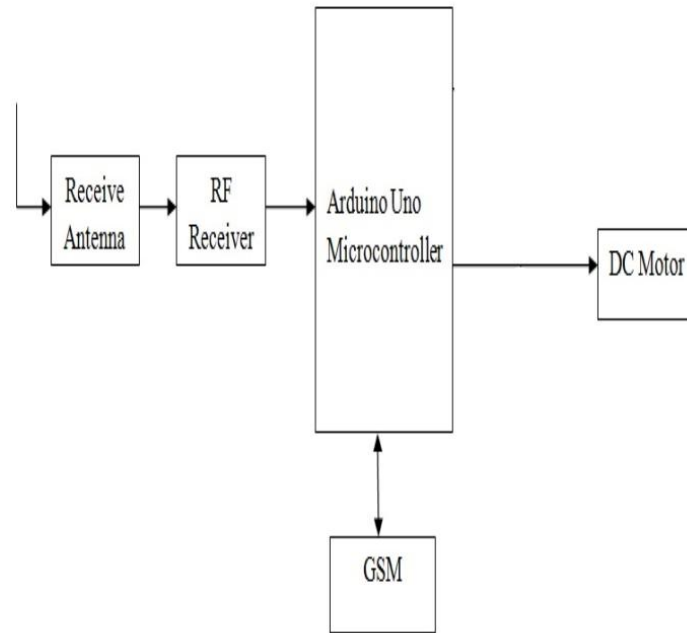 Receive
Antenna
RF
Receiver
Arduino Uno
Microcontroller
DC Motor
GSM